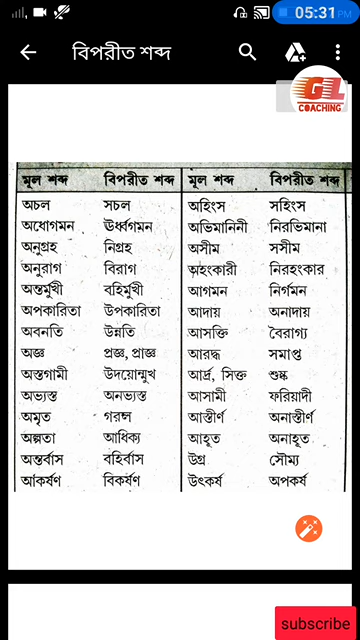 05:31 PM
বিপরীত শব্দ
GL
COACHING
মূল শব্দ বিপরীত শব্দ মূল শব্দ বিপরীত শব্দ
অচল সচল অহিংস সহিংস
অধোগমন ঊর্ধ্বগমন অভিমানিনী নিরভিমানা
অনুগ্রহ নিগ্রহ অসীম সসীম
অনুরাগ বিরাগ অহংকারী নিরহংকার
অন্তর্মুখী বহির্মুখী আগমন নির্গমন
অপকারিতা উপকারিতা আদায় অনাদায়
অবনতি উন্নতি আসক্তি বৈরাগ্য
অজ্ঞ প্রজ্ঞ, প্রাজ্ঞ আরদ্ধ সমাপ্ত
অস্তগামী উদয়োন্মুখ আর্দ্র, সিক্ত শুষ্ক
অভ্যস্ত অনভ্যস্ত আসামী ফরিয়াদী
অমৃত গরল আস্তীর্ণ অনাস্তীর্ণ
অল্পতা আধিক্য আহূত অনাহূত
অন্তর্বাস বহির্বাস উগ্র সৌম্য
আকর্ষণ বিকর্ষণ উৎকর্ষ অপকর্ষ
subscribe